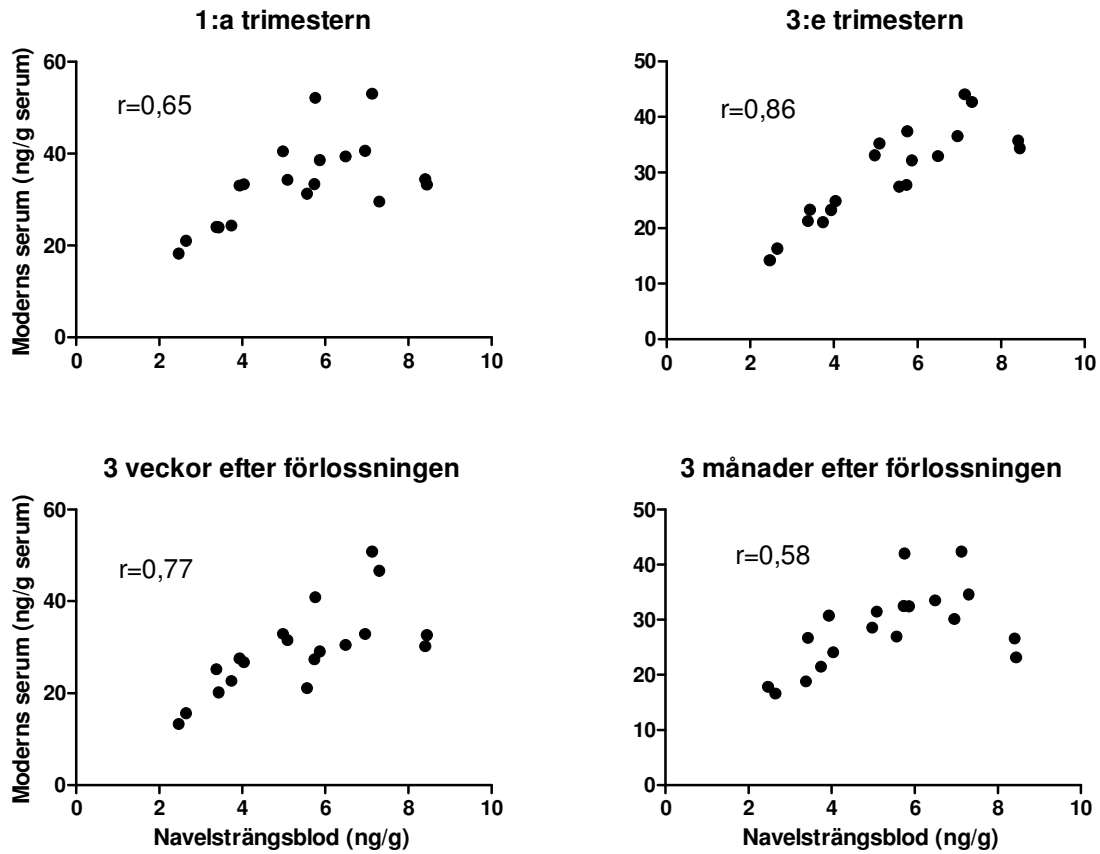 1:a trimestern
60
40
20
0
r=0,65
Moderns serum (ng/g serum)
0 2 4 6 8 10
3:e trimestern
50
40
30
20
10
0
r=0,86
0 2 4 6 8 10
3 veckor efter förlossningen
60
40
20
0
r=0,77
Moderns serum (ng/g serum)
0 2 4 6 8 10
Navelsträngsblod (ng/g)
3 månader efter förlossningen
50
40
30
20
10
0
r=0,58
0 2 4 6 8 10
Navelsträngsblod (ng/g)